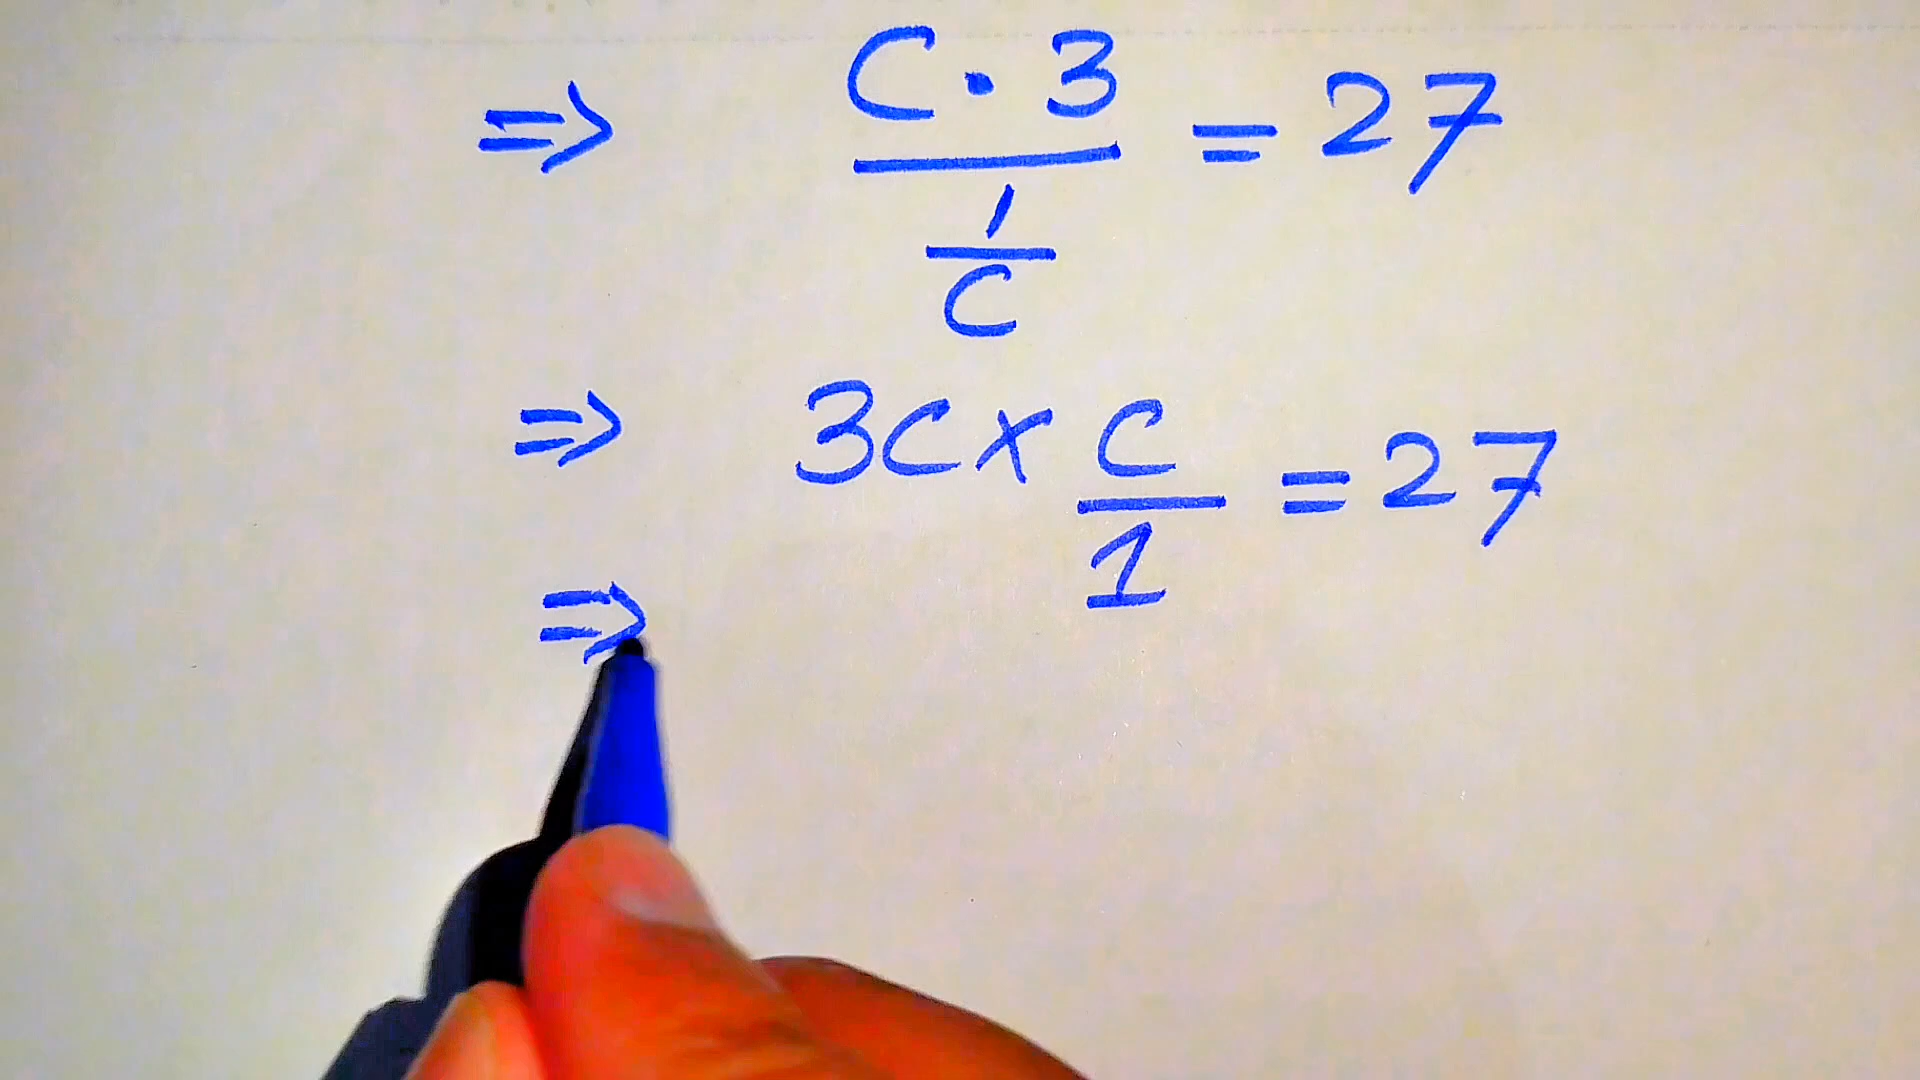 ⇒ C · 3 / (1/C) = 27
⇒ 3C × C/1 = 27
⇒